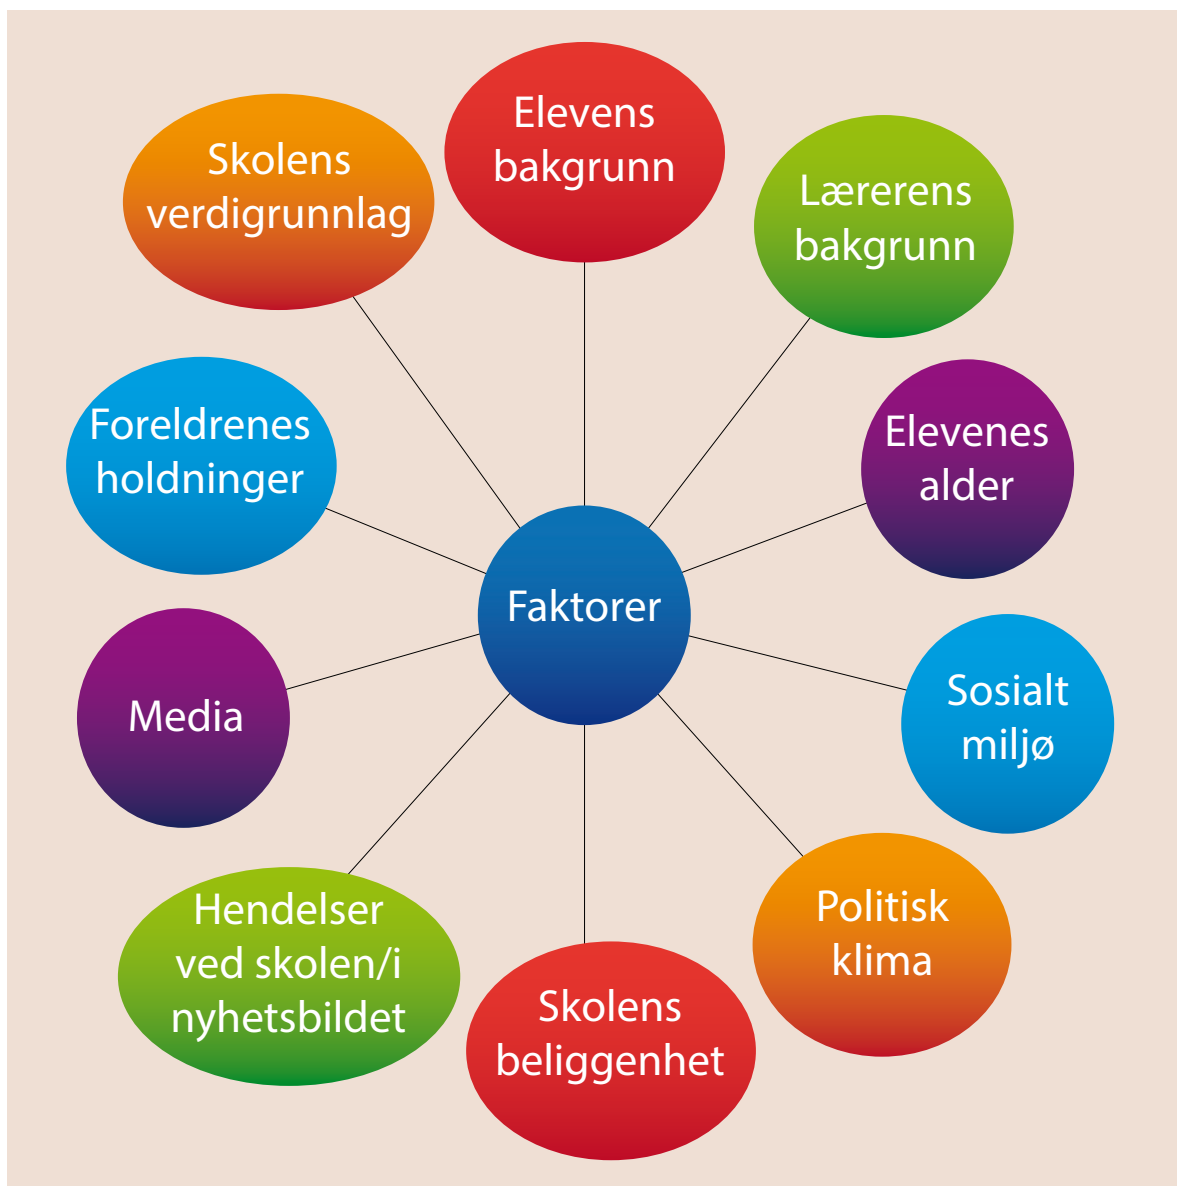 Elevens
bakgrunn
Skolens
verdigrunnlag
Lærerens
bakgrunn
Foreldrenes
holdninger
Elevenes
alder
Faktorer
Media
Sosialt
miljø
Hendelser
ved skolen/i
nyhetsbildet
Politisk
klima
Skolens
beliggenhet